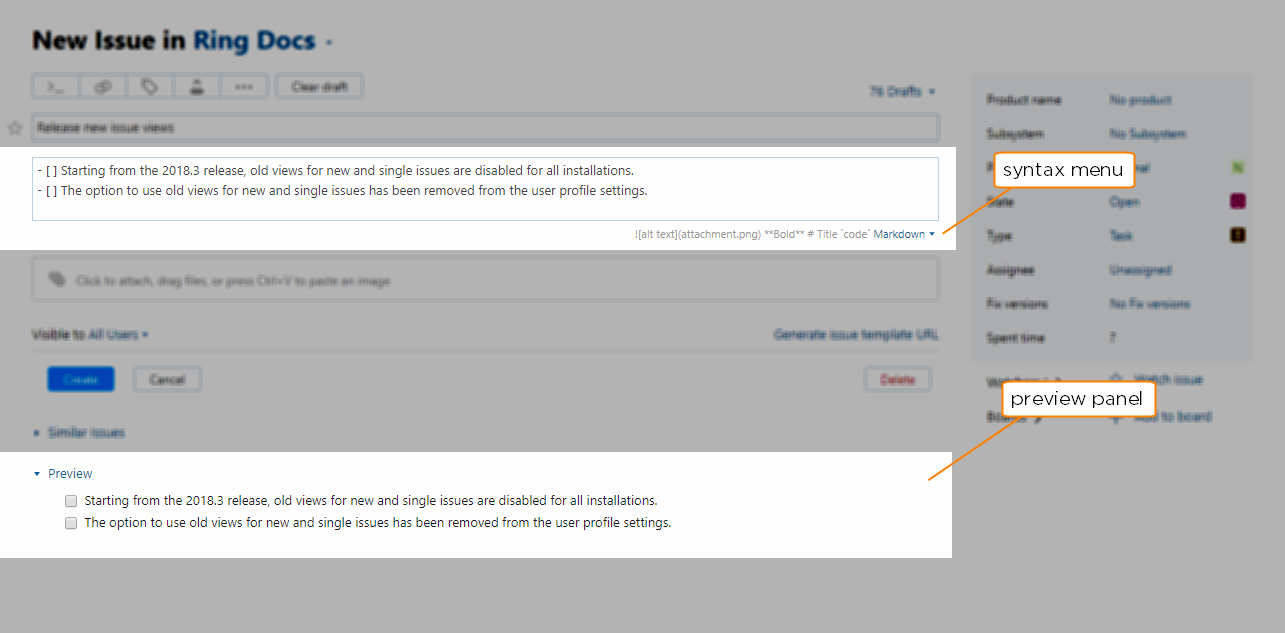 New Issue in Ring Docs
>_
Clear draft
76 Drafts
Release new issue views
- [ ] Starting from the 2018.3 release, old views for new and single issues are disabled for all installations.
- [ ] The option to use old views for new and single issues has been removed from the user profile settings.
![alt text](attachment.png) **Bold** # Title `code` Markdown
Click to attach, drag files, or press Ctrl+V to paste an image
Visible to All Users
Generate issue template URL
Create
Cancel
Delete
Similar Issues
Preview
Starting from the 2018.3 release, old views for new and single issues are disabled for all installations.
The option to use old views for new and single issues has been removed from the user profile settings.
Product name No product
Subsystem No Subsystem
syntax menu
N
State Open
Type Task
Assignee Unassigned
Fix versions No Fix versions
Spent time ?
Watch issue
preview panel
Boards Add to board